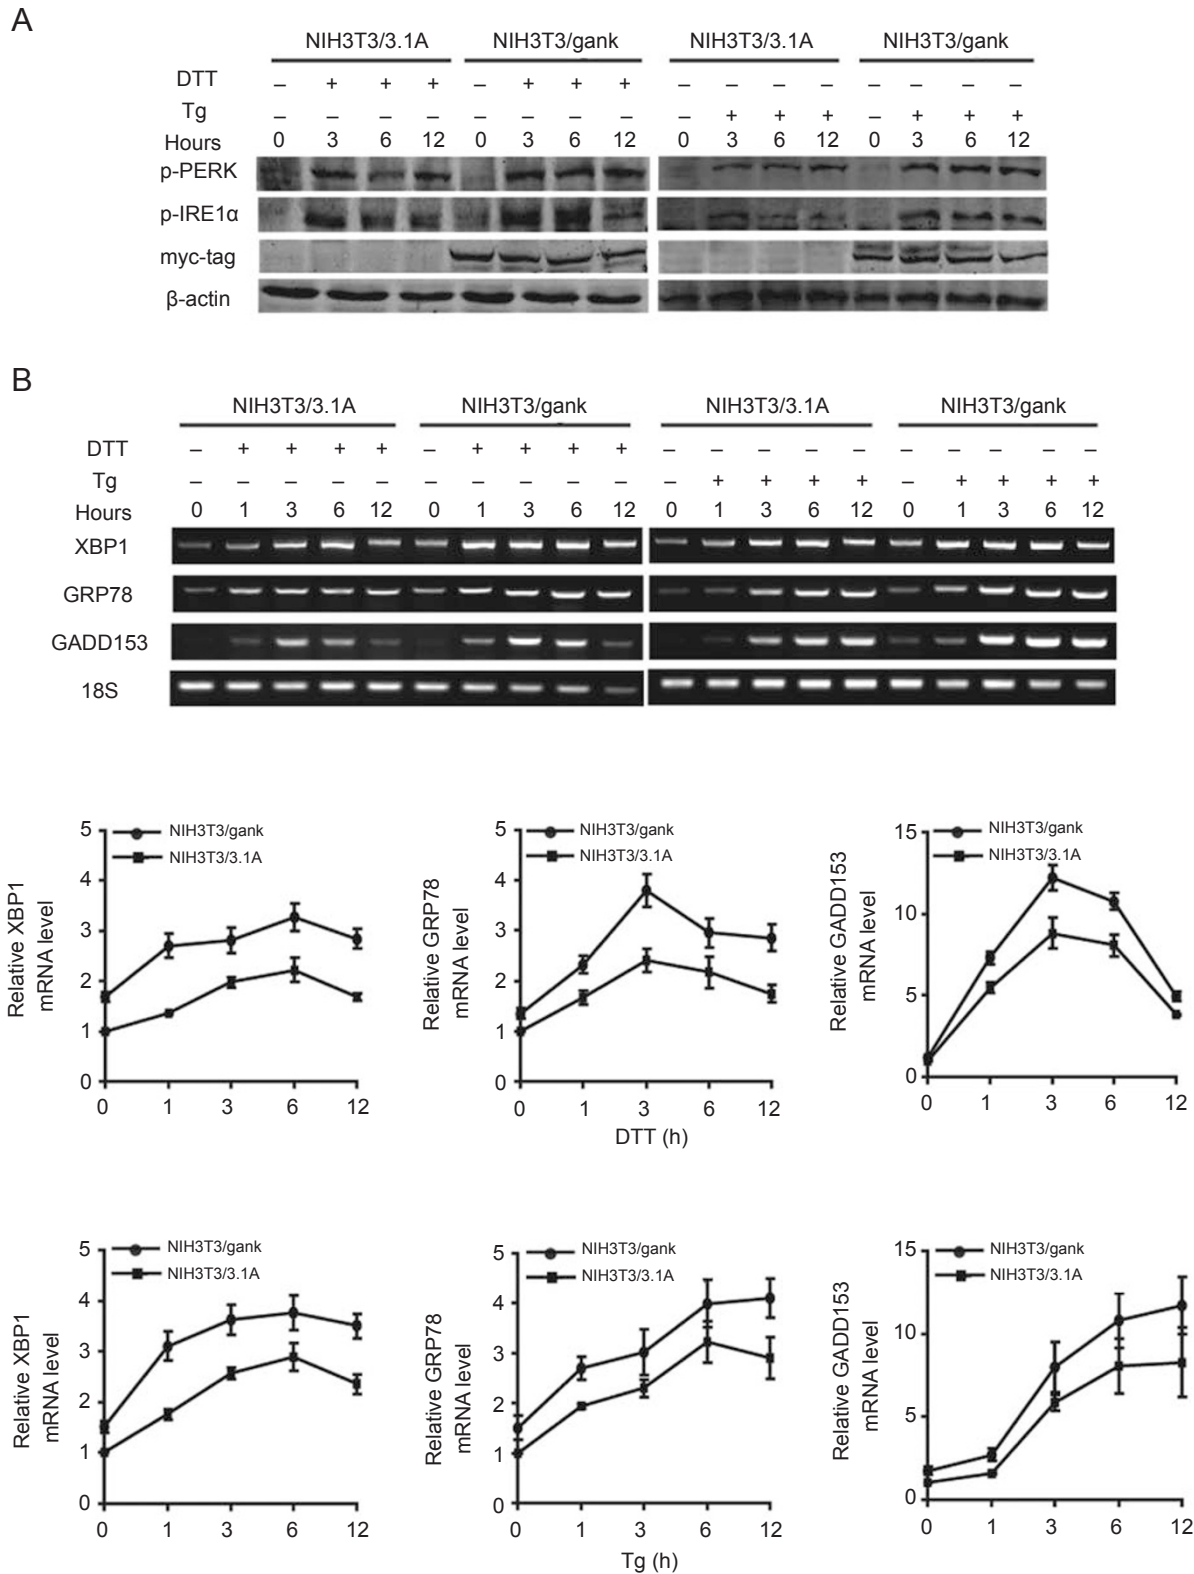 A
NIH3T3/3.1A NIH3T3/gank NIH3T3/3.1A NIH3T3/gank
DTT – + + + – + + + – – – – – – – –
Tg – – – – – – – – – + + + – + + +
Hours 0 3 6 12 0 3 6 12 0 3 6 12 0 3 6 12
p-PERK
p-IRE1α
myc-tag
β-actin
B
NIH3T3/3.1A NIH3T3/gank NIH3T3/3.1A NIH3T3/gank
DTT – + + + + – + + + + – – – – – – – – – –
Tg – – – – – – – – – – – + + + + – + + + +
Hours 0 1 3 6 12 0 1 3 6 12 0 1 3 6 12 0 1 3 6 12
XBP1
GRP78
GADD153
18S
Relative XBP1
mRNA level
5
4
3
2
1
0
NIH3T3/gank
NIH3T3/3.1A
0 1 3 6 12
Relative GRP78
mRNA level
5
4
3
2
1
0
NIH3T3/gank
NIH3T3/3.1A
0 1 3 6 12
DTT (h)
Relative GADD153
mRNA level
15
10
5
0
NIH3T3/gank
NIH3T3/3.1A
0 1 3 6 12
Relative XBP1
mRNA level
5
4
3
2
1
0
NIH3T3/gank
NIH3T3/3.1A
0 1 3 6 12
Relative GRP78
mRNA level
5
4
3
2
1
0
NIH3T3/gank
NIH3T3/3.1A
0 1 3 6 12
Tg (h)
Relative GADD153
mRNA level
15
10
5
0
NIH3T3/gank
NIH3T3/3.1A
0 1 3 6 12